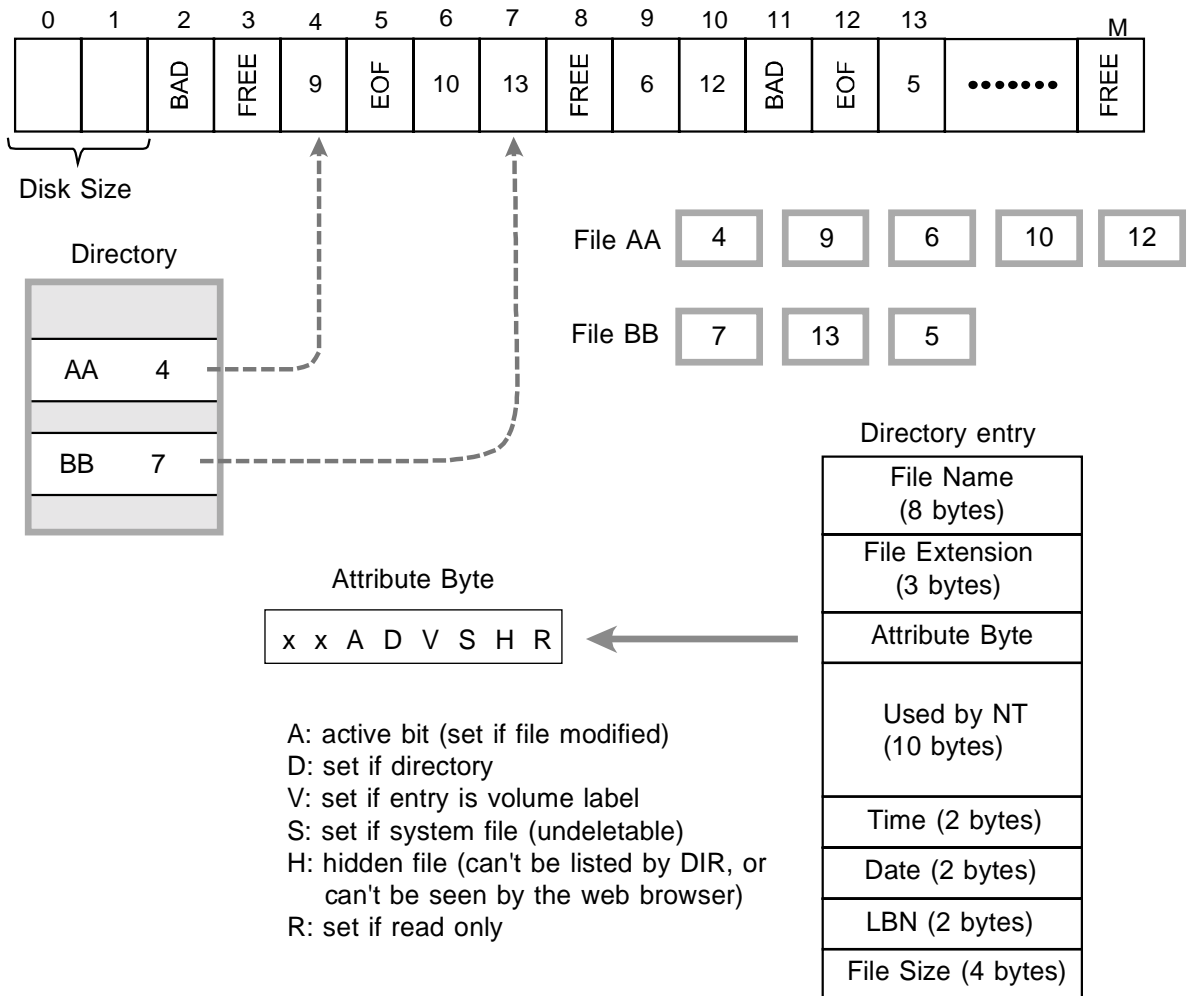 0 1 2 3 4 5 6 7 8 9 10 11 12 13 M
BAD FREE 9 EOF 10 13 FREE 6 12 BAD EOF 5 ••••••• FREE
Disk Size
Directory
AA 4
BB 7
File AA 4 9 6 10 12
File BB 7 13 5
Directory entry
File Name
(8 bytes)
File Extension
(3 bytes)
Attribute Byte
Used by NT
(10 bytes)
Time (2 bytes)
Date (2 bytes)
LBN (2 bytes)
File Size (4 bytes)
Attribute Byte
x x A D V S H R
A: active bit (set if file modified)
D: set if directory
V: set if entry is volume label
S: set if system file (undeletable)
H: hidden file (can't be listed by DIR, or
can't be seen by the web browser)
R: set if read only